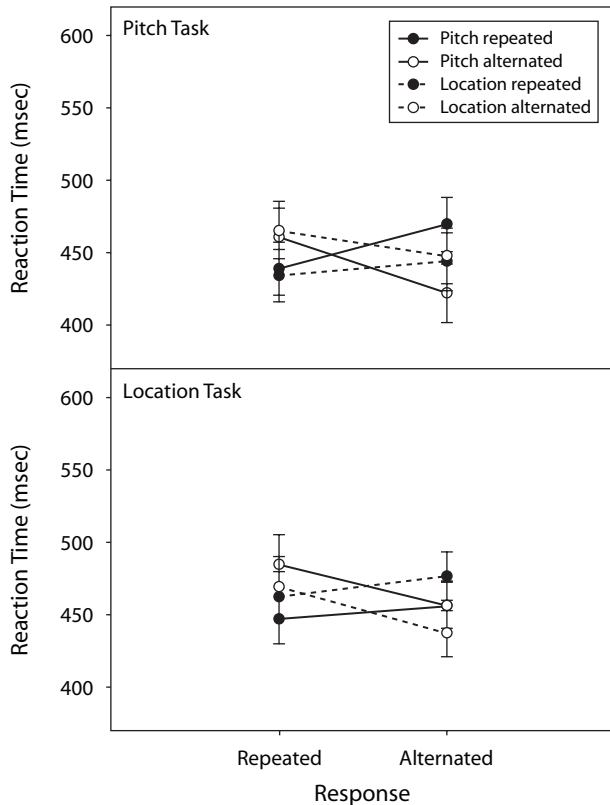 Pitch Task
Pitch repeated
Pitch alternated
Location repeated
Location alternated
Reaction Time (msec)
600
550
500
450
400
Location Task
Reaction Time (msec)
600
550
500
450
400
Repeated
Alternated
Response